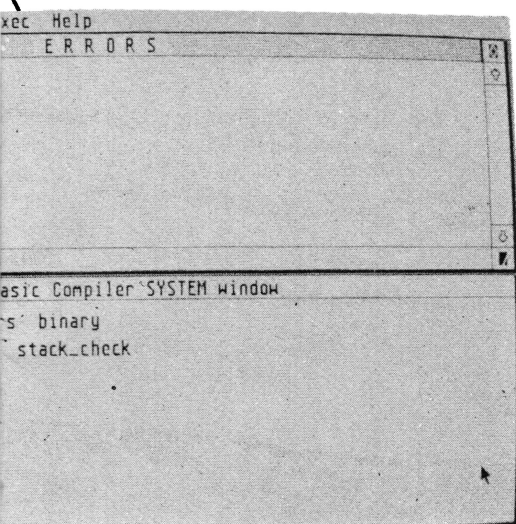 xec Help
E R R O R S
asic Compiler SYSTEM window
s binary
stack_check